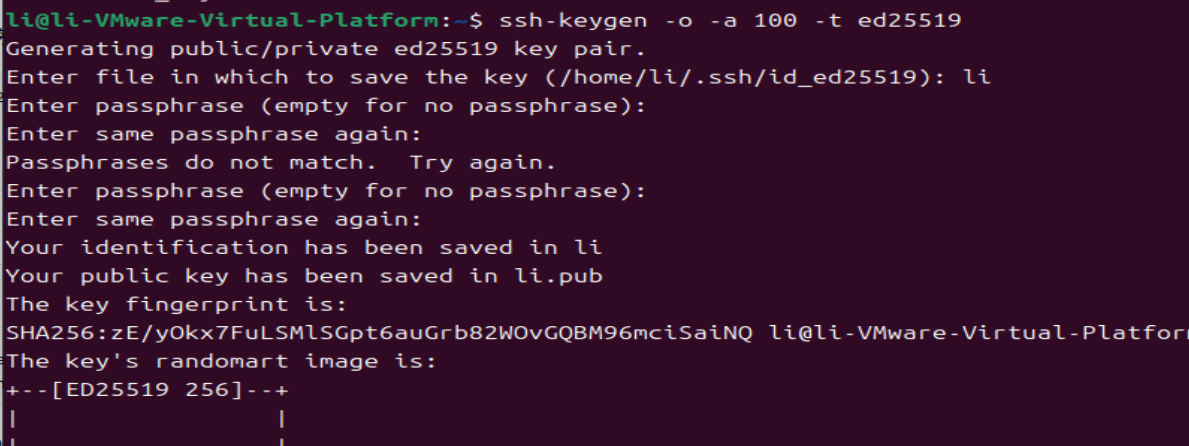 li@li-VMware-Virtual-Platform:~$ ssh-keygen -o -a 100 -t ed25519
Generating public/private ed25519 key pair.
Enter file in which to save the key (/home/li/.ssh/id_ed25519): li
Enter passphrase (empty for no passphrase):
Enter same passphrase again:
Passphrases do not match.  Try again.
Enter passphrase (empty for no passphrase):
Enter same passphrase again:
Your identification has been saved in li
Your public key has been saved in li.pub
The key fingerprint is:
SHA256:zE/yOkx7FuLSMlSGpt6auGrb82WOvGQBM96mciSaiNQ li@li-VMware-Virtual-Platfor
The key's randomart image is:
+--[ED25519 256]--+
|                 |
|                 |